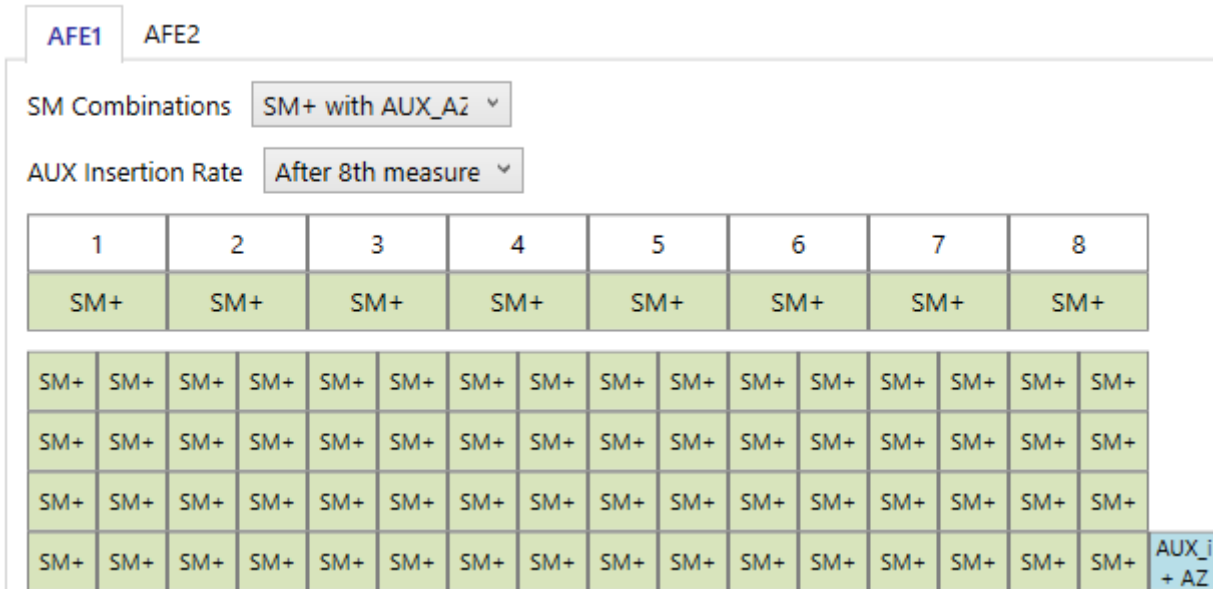 AFE1 AFE2
SM Combinations SM+ with AUX_AZ
AUX Insertion Rate After 8th measure
1 2 3 4 5 6 7 8
SM+ SM+ SM+ SM+ SM+ SM+ SM+ SM+
SM+ SM+ SM+ SM+ SM+ SM+ SM+ SM+ SM+ SM+ SM+ SM+ SM+ SM+ SM+ SM+
SM+ SM+ SM+ SM+ SM+ SM+ SM+ SM+ SM+ SM+ SM+ SM+ SM+ SM+ SM+ SM+
SM+ SM+ SM+ SM+ SM+ SM+ SM+ SM+ SM+ SM+ SM+ SM+ SM+ SM+ SM+ SM+
SM+ SM+ SM+ SM+ SM+ SM+ SM+ SM+ SM+ SM+ SM+ SM+ SM+ SM+ SM+ SM+ AUX_i
+ AZ